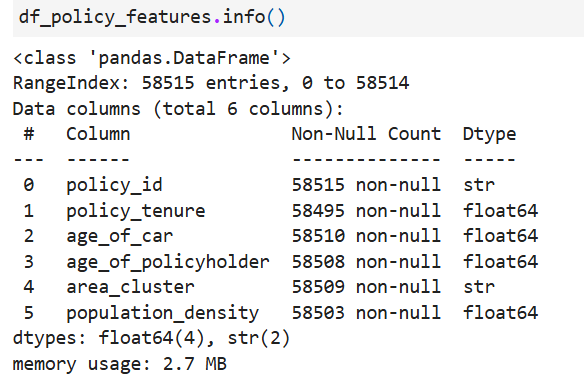 df_policy_features.info()
<class 'pandas.DataFrame'>
RangeIndex: 58515 entries, 0 to 58514
Data columns (total 6 columns):
 #   Column               Non-Null Count  Dtype
---  ------               --------------  -----
 0   policy_id            58515 non-null  str
 1   policy_tenure        58495 non-null  float64
 2   age_of_car           58510 non-null  float64
 3   age_of_policyholder  58508 non-null  float64
 4   area_cluster         58509 non-null  str
 5   population_density   58503 non-null  float64
dtypes: float64(4), str(2)
memory usage: 2.7 MB